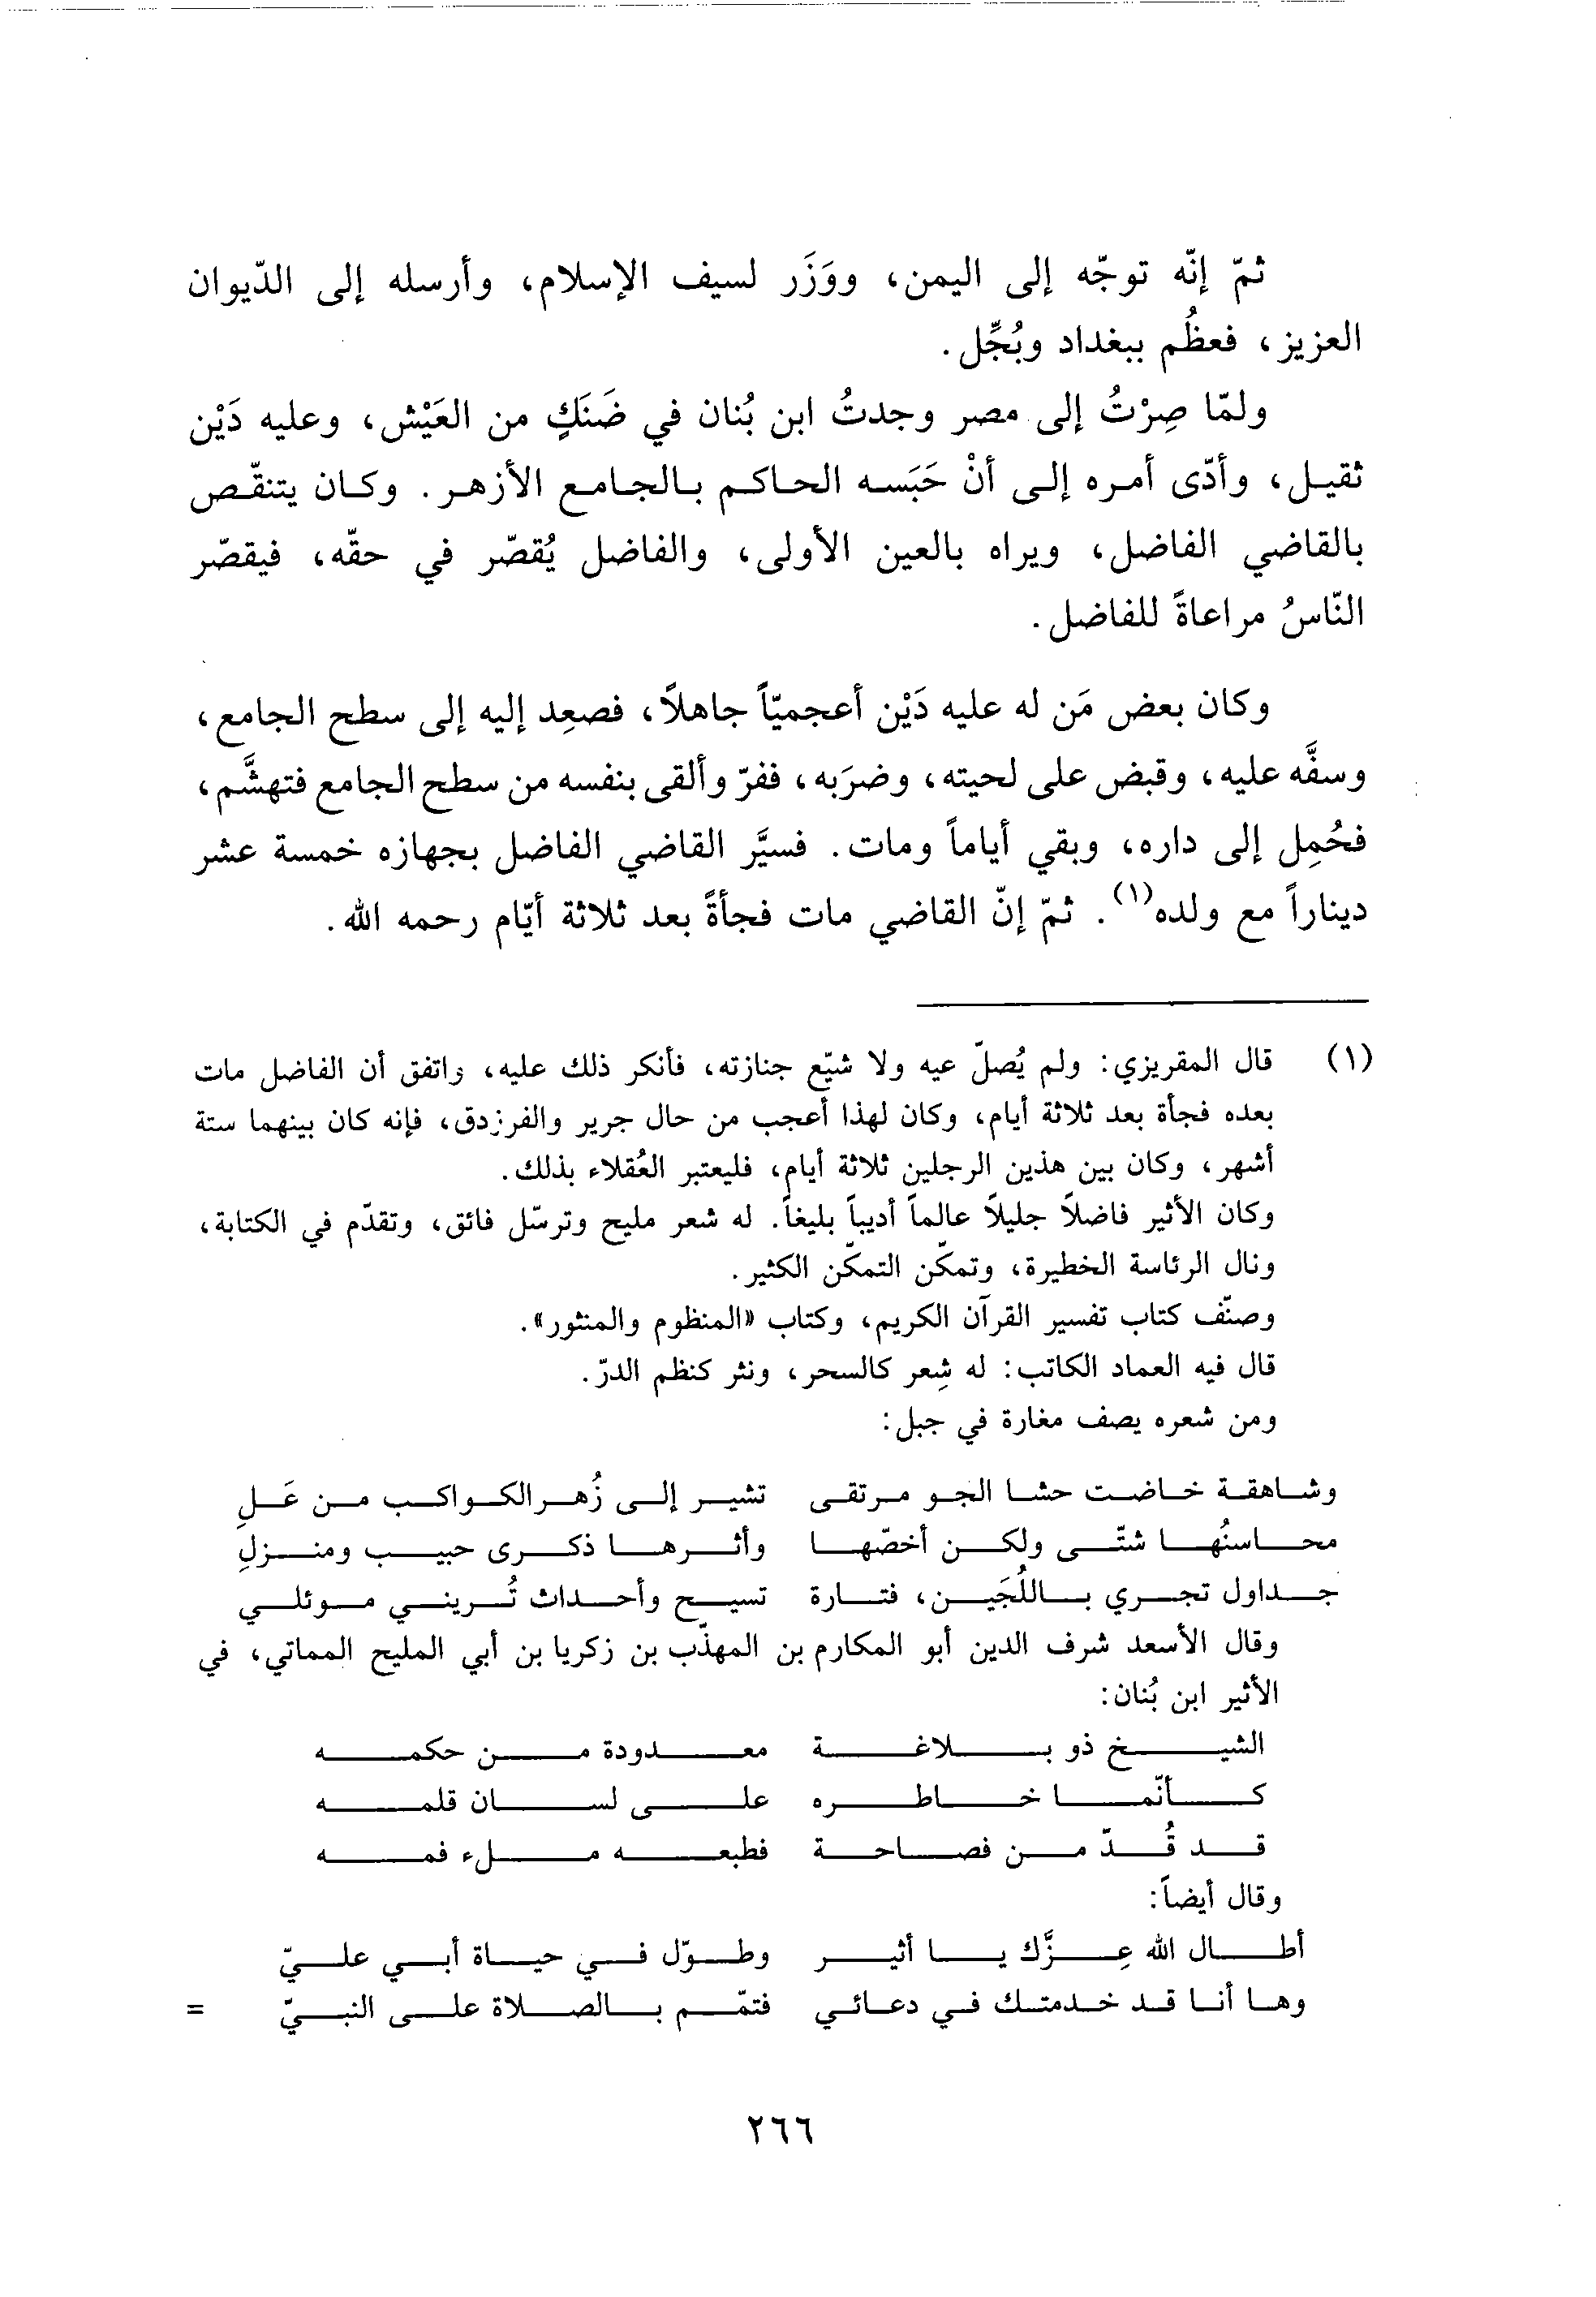 ثمّ إنّه توجّه إلى اليمن، ووَزَر لسيف الإسلام، وأرسله إلى الدّيوان
العزيز، فعظُم ببغداد وبُجِّل.
ولمّا صِرْتُ إلى مصر وجدتُ ابن بُنان في ضَنَكٍ من العَيْش، وعليه دَيْن
ثقيل، وأدّى أمره إلى أنْ حَبَسه الحاكم بالجامع الأزهر. وكان يتنقّص
بالقاضي الفاضل، ويراه بالعين الأولى، والفاضل يُقصّر في حقّه، فيقصّر
النّاسُ مراعاةً للفاضل.
وكان بعض مَن له عليه دَيْن أعجميّاً جاهلاً، فصعِد إليه إلى سطح الجامع،
وسفَّه عليه، وقبض على لحيته، وضرَبه، ففرّ وألقى بنفسه من سطح الجامع فتهشَّم،
فحُمِل إلى داره، وبقي أياماً ومات. فسيَّر القاضي الفاضل بجهازه خمسة عشر
ديناراً مع ولده(١). ثمّ إنّ القاضي مات فجأةً بعد ثلاثة أيّام رحمه الله.
(١) قال المقريزي: ولم يُصلّ عيه ولا شيّع جنازته، فأنكر ذلك عليه، واتفق أن الفاضل مات
بعده فجأة بعد ثلاثة أيام، وكان لهذا أعجب من حال جرير والفرزدق، فإنه كان بينهما ستة
أشهر، وكان بين هذين الرجلين ثلاثة أيام، فليعتبر العُقلاء بذلك.
وكان الأثير فاضلاً جليلاً عالماً أديباً بليغاً. له شعر مليح وترسّل فائق، وتقدّم في الكتابة،
ونال الرئاسة الخطيرة، وتمكّن التمكّن الكثير.
وصنّف كتاب تفسير القرآن الكريم، وكتاب «المنظوم والمنثور».
قال فيه العماد الكاتب: له شِعر كالسحر، ونثر كنظم الدرّ.
ومن شعره يصف مغارة في جبل:
وشاهقة خاضت حشا الجو مرتقى تشير إلى زُهر الكواكب من عَلِ
محاسنُها شتّى ولكن أخصّها وأثرها ذكرى حبيب ومنزلِ
جداول تجري باللُجَين، فتارة تسيح وأحداث تُريني موئلي
وقال الأسعد شرف الدين أبو المكارم بن المهذّب بن زكريا بن أبي المليح المماتي، في
الأثير ابن بُنان:
الشيخ ذو بلاغة معدودة من حكمه
كأنّما خاطره على لسان قلمه
قد قُدّ من فصاحة فطبعه ملء فمه
وقال أيضاً:
أطال الله عِزَّك يا أثير وطوّل في حياة أبي عليّ
وها أنا قد خدمتك في دعائي فتمّم بالصلاة على النبيّ =
٢٦٦